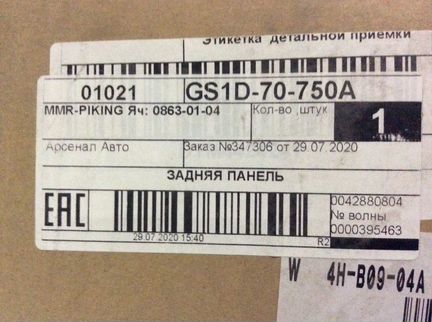 Этикетка детальной приемки
01021 GS1D-70-750A
MMR-PIKING Яч: 0863-01-04 Кол-во ,штук 1
Арсенал Авто Заказ №347306 от 29.07.2020
ЗАДНЯЯ ПАНЕЛЬ
EAC 0042880804
№ волны
0000395463
29.07.2020 15:40 R2
W 4H-B09-04A